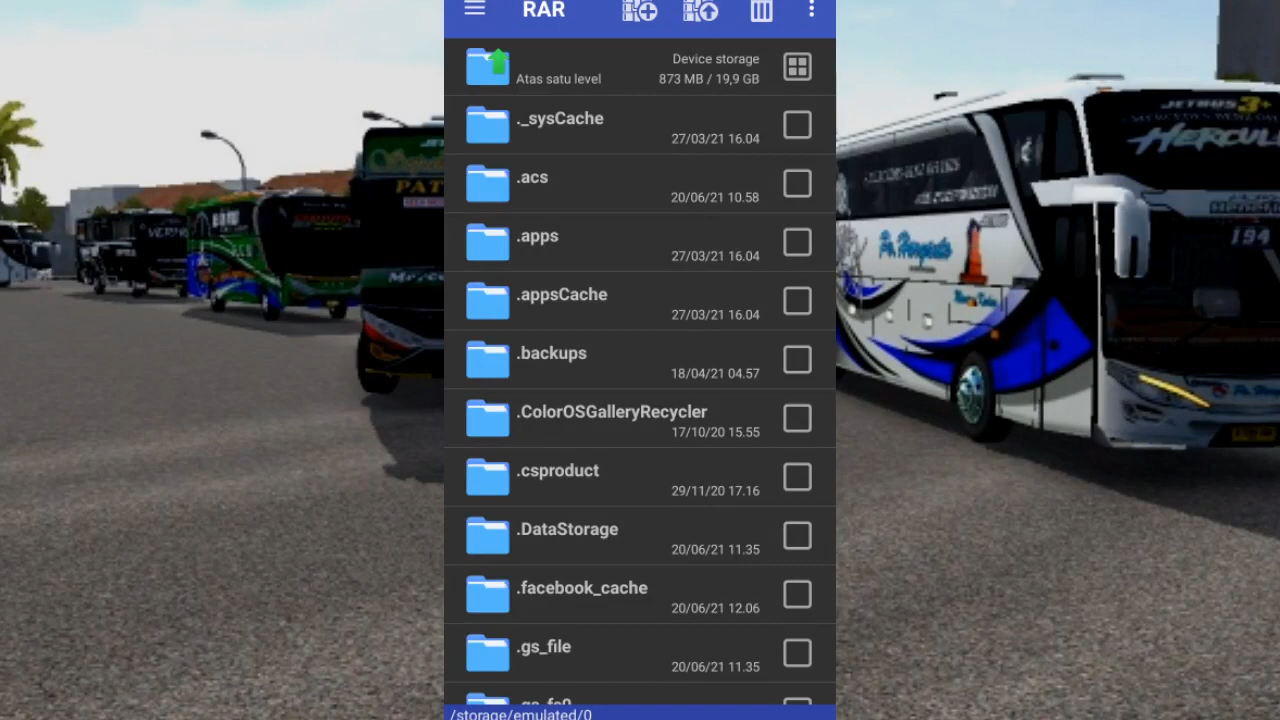 RAR
Device storage
Atas satu level
873 MB / 19,9 GB
._sysCache
27/03/21 16.04
.acs
20/06/21 10.58
.apps
27/03/21 16.04
.appsCache
27/03/21 16.04
.backups
18/04/21 04.57
.ColorOSGalleryRecycler
17/10/20 15.55
.csproduct
29/11/20 17.16
.DataStorage
20/06/21 11.35
.facebook_cache
20/06/21 12.06
.gs_file
20/06/21 11.35
/storage/emulated/0
JETBUS 3+
HERCUL
194